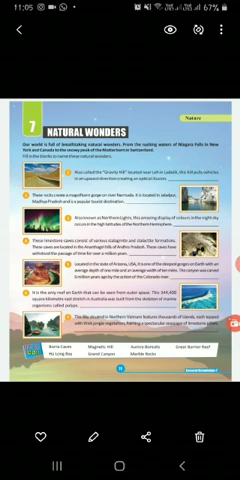 11:05
67%
Nature
7
NATURAL WONDERS
Our world is full of breathtaking natural wonders. From the rushing waters of Niagara Falls in New
York and Canada to the snowy peak of the Matterhorn in Switzerland.
Fill in the blanks to name these natural wonders.
1 Also called the "Gravity Hill" located near Leh in Ladakh, this hill pulls vehicles
in an upward direction creating an optical illusion.
2 These rocks create a magnificent gorge on river Narmada. It is located in Jabalpur,
Madhya Pradesh and is a popular tourist destination.
3 Also known as Northern Lights, this amazing display of colours in the night sky
occurs in the high latitudes of the Northern Hemisphere.
4 These limestone caves consist of various stalagmite and stalactite formations.
These caves are located in the Ananthagiri hills of Andhra Pradesh. These caves have
withstood the passage of time for over a million years.
5 Located in the state of Arizona, USA, it is one of the deepest gorges on Earth with an
average depth of one mile and an average width of ten miles. This canyon was carved
6 million years ago by the action of the Colorado river.
6 It is the only reef on Earth that can be seen from outer space. This 344,400
square kilometre vast stretch in Australia was built from the skeleton of marine
organisms called polyps.
7 This Bay situated in Northern Vietnam features thousands of islands, each topped
with thick jungle vegetation, forming a spectacular seascape of limestone pillars.
Borra Caves Magnetic Hill Aurora Borealis Great Barrier Reef
Ha Long Bay Grand Canyon Marble Rocks